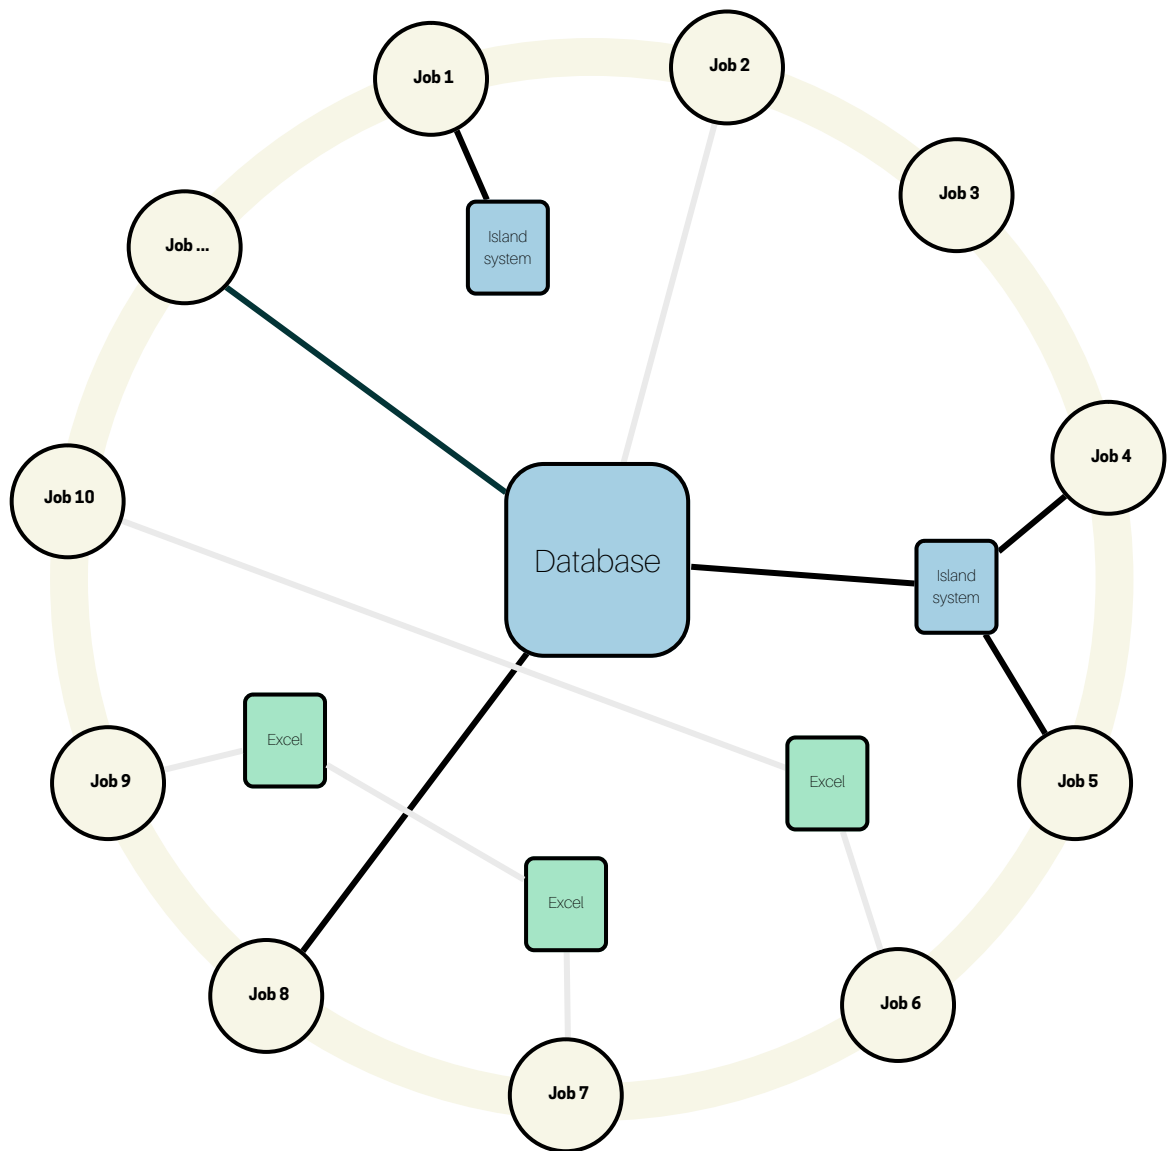 Job 1
Job 2
Job 3
Island
system
Job ...
Job 4
Job 10
Database
Island
system
Excel
Excel
Job 9
Job 5
Excel
Job 8
Job 6
Job 7